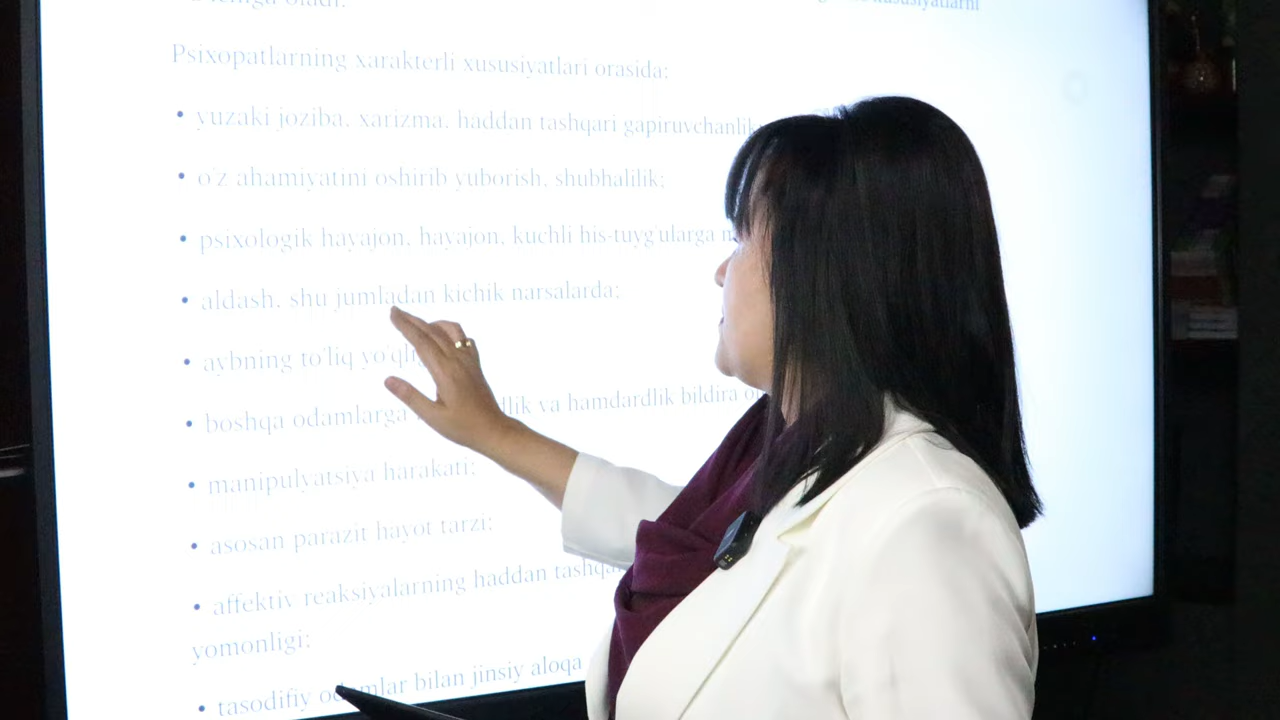 oladi.
xususiyatlarni
Psixopatlarning xarakterli xususiyatlari orasida:
• yuzaki joziba, xarizma, haddan tashqari gapiruvchanlik
• o'z ahamiyatini oshirib yuborish, shubhalilik;
• psixologik hayajon, hayajon, kuchli his-tuyg'ularga
• aldash, shu jumladan kichik narsalarda;
• aybning to'liq
• boshqa odamlarga va hamdardlik bildira
• manipulyatsiya harakati;
• asosan parazit hayot tarzi;
• affektiv reaksiyalarning haddan
yomonligi;
• tasodifiy bilan jinsiy aloqa